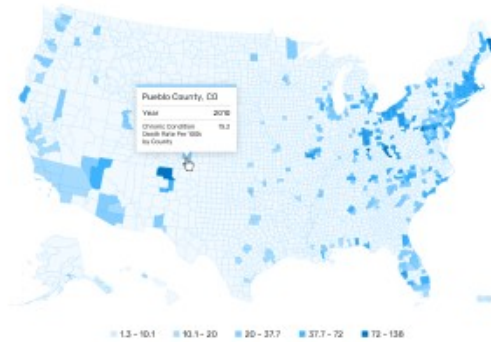 Pueblo County, CO
Year 2018
Chronic Condition
Death Rate Per 100k
by County
1.3 - 10.1 10.1 - 20 20 - 37.7 37.7 - 72 72 - 138